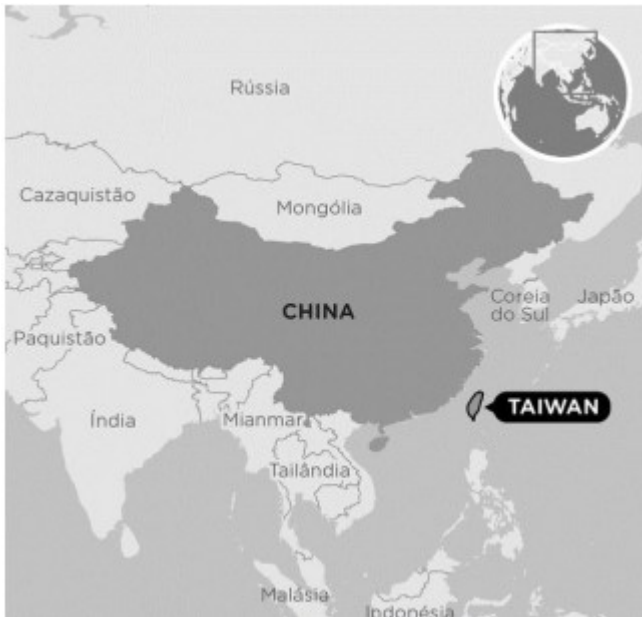 Rússia
Cazaquistão
Mongólia
CHINA
Coreia
do Sul
Japão
Paquistão
TAIWAN
Índia
Mianmar
Tailândia
Malásia
Indonésia